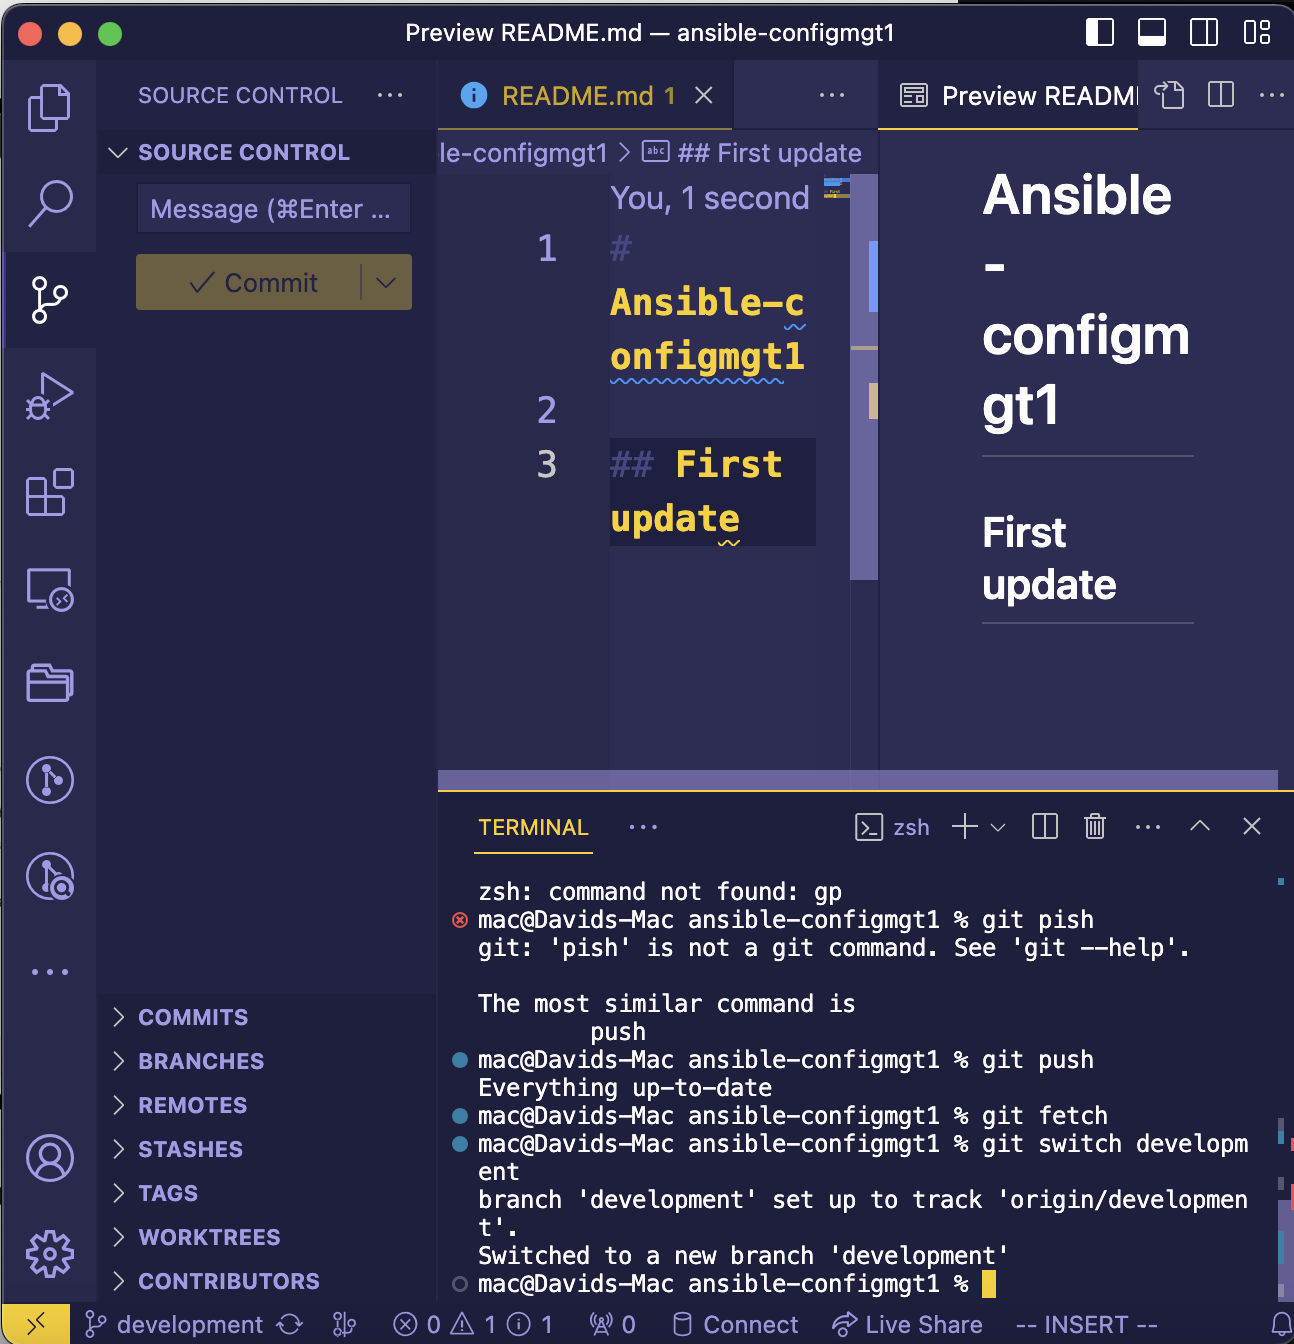 Preview README.md — ansible-configmgt1
SOURCE CONTROL
README.md 1
Preview READM
SOURCE CONTROL
le-configmgt1 > ## First update
Message (⌘Enter ...
Commit
You, 1 second
1 #
Ansible-c
onfigmgt1
2
3 ## First
update
Ansible
-
configm
gt1
First
update
TERMINAL
zsh
zsh: command not found: gp
mac@Davids-Mac ansible-configmgt1 % git pish
git: 'pish' is not a git command. See 'git --help'.
The most similar command is
push
mac@Davids-Mac ansible-configmgt1 % git push
Everything up-to-date
mac@Davids-Mac ansible-configmgt1 % git fetch
mac@Davids-Mac ansible-configmgt1 % git switch developm
ent
branch 'development' set up to track 'origin/developmen
t'.
Switched to a new branch 'development'
mac@Davids-Mac ansible-configmgt1 %
COMMITS
BRANCHES
REMOTES
STASHES
TAGS
WORKTREES
CONTRIBUTORS
development 0 1 1 0 Connect Live Share -- INSERT --